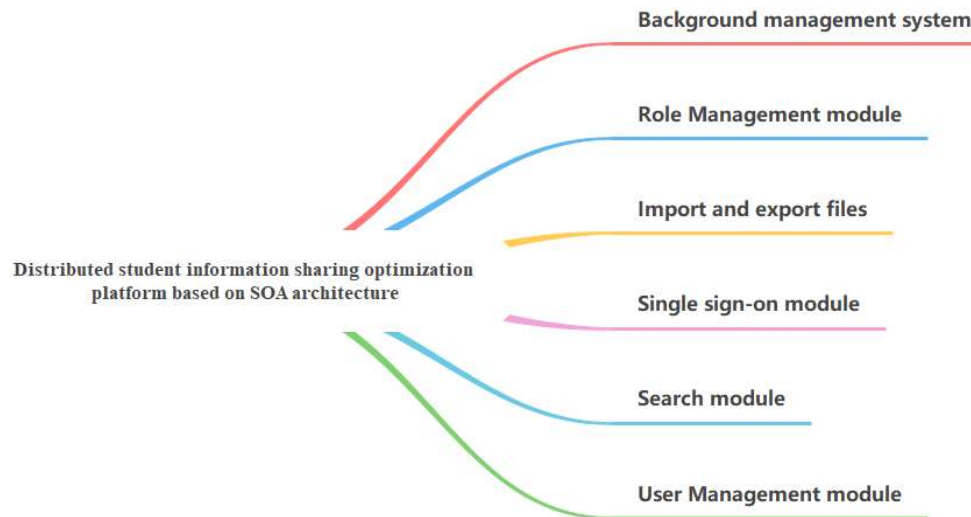 Background management system
Role Management module
Import and export files
Distributed student information sharing optimization
platform based on SOA architecture
Single sign-on module
Search module
User Management module